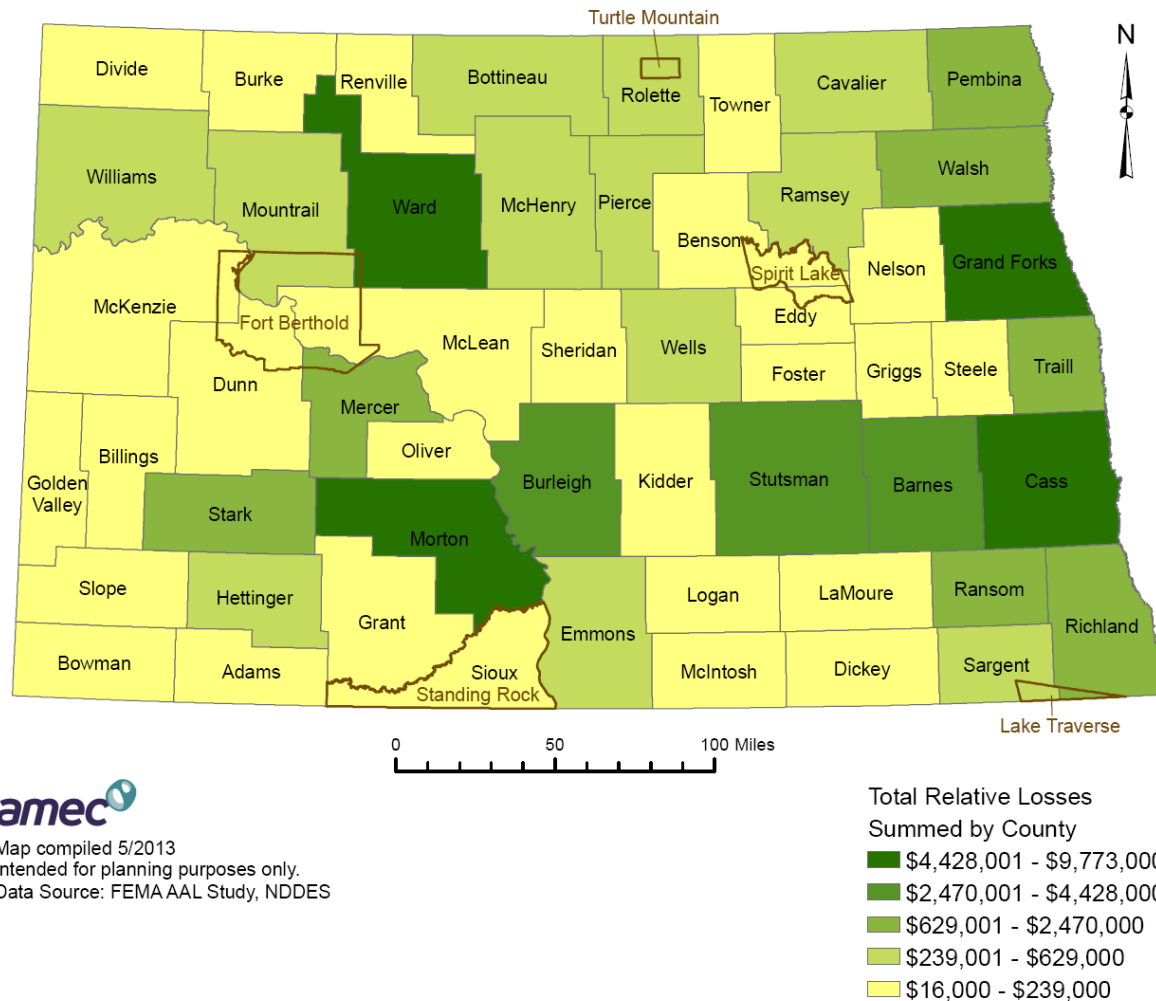 Turtle Mountain
N
Divide
Burke
Renville
Bottineau
Rolette
Towner
Cavalier
Pembina
Williams
Mountrail
Ward
McHenry
Pierce
Benson
Ramsey
Walsh
Nelson
Grand Forks
Spirit Lake
McKenzie
Fort Berthold
McLean
Sheridan
Wells
Eddy
Foster
Griggs
Steele
Traill
Dunn
Mercer
Oliver
Golden
Valley
Billings
Stark
Burleigh
Kidder
Stutsman
Barnes
Cass
Morton
Slope
Hettinger
Grant
Emmons
Logan
LaMoure
Ransom
Richland
Bowman
Adams
Sioux
Standing Rock
McIntosh
Dickey
Sargent
Lake Traverse
0 50 100 Miles
amec
Map compiled 5/2013
ntended for planning purposes only.
Data Source: FEMA AAL Study, NDDES
Total Relative Losses
Summed by County
$4,428,001 - $9,773,000
$2,470,001 - $4,428,000
$629,001 - $2,470,000
$239,001 - $629,000
$16,000 - $239,000